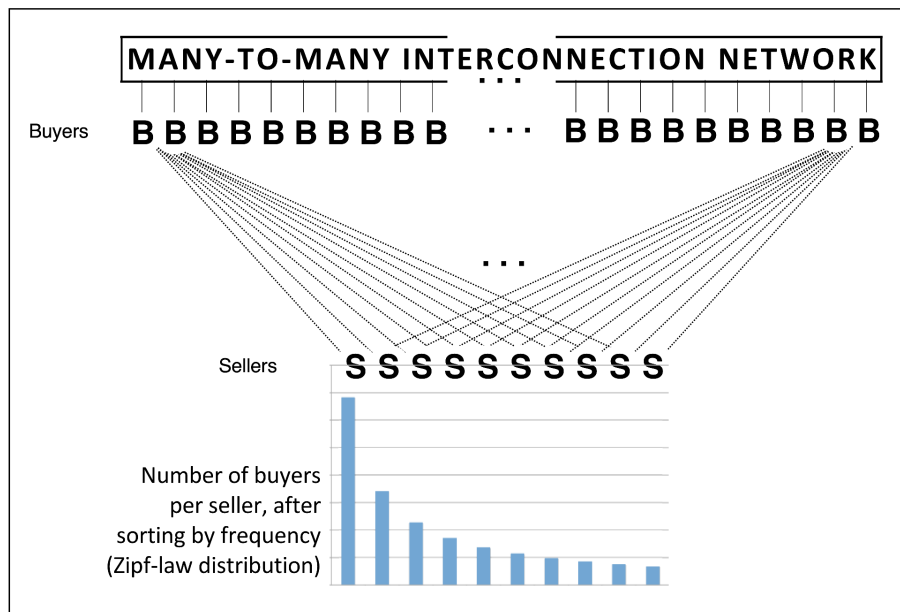 MANY-TO-MANY INTERCONNECTION NETWORK
...
Buyers B B B B B B B B B B ... B B B B B B B B B B
...
Sellers S S S S S S S S S S
Number of buyers
per seller, after
sorting by frequency
(Zipf-law distribution)